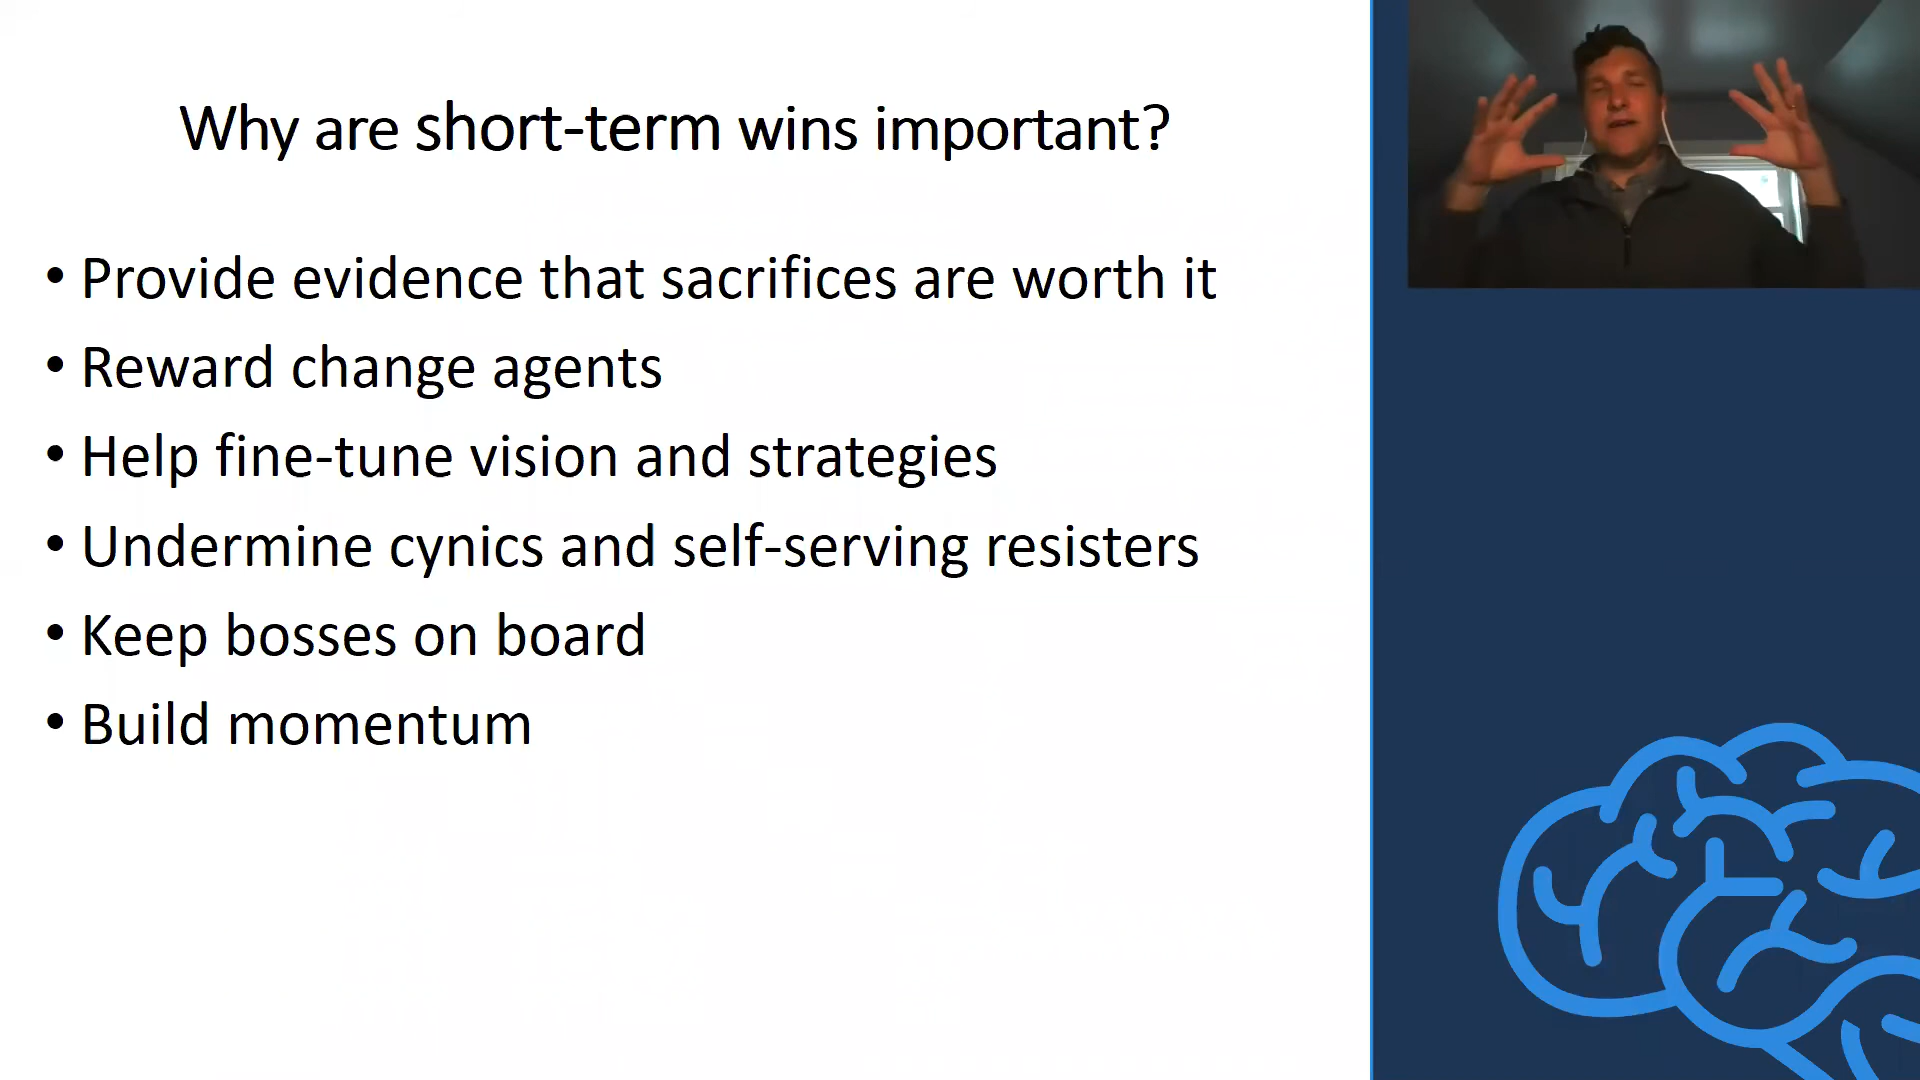 Why are short-term wins important?
• Provide evidence that sacrifices are worth it
• Reward change agents
• Help fine-tune vision and strategies
• Undermine cynics and self-serving resisters
• Keep bosses on board
• Build momentum